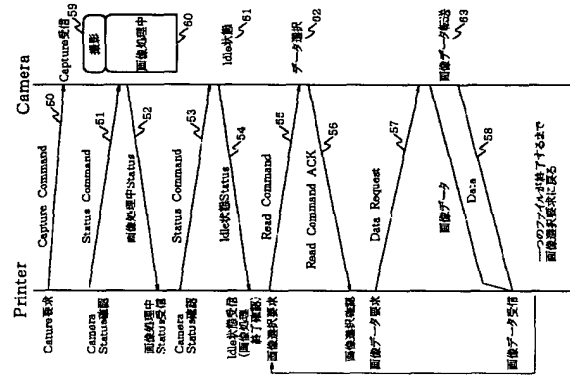 Printer
Camera
Cature要求
Capture Command
50
Capture受信
59
撮影
画像処理中
60
Camera
Status確認
Status Command
51
画像処理中Status
52
画像処理中
Status受信
Camera
Status確認
Status Command
53
Idle状態
61
Idle状態Status
54
Idle状態受信
(画像処理
終了確認)
画像選択要求
Read Command
55
データ選択
62
Read Command ACK
56
画像選択確認
画像データ要求
Data Request
57
画像データ転送
63
画像データ
Data
58
画像データ受信
一つのファイルが終了するまで
画像選択要求に戻る